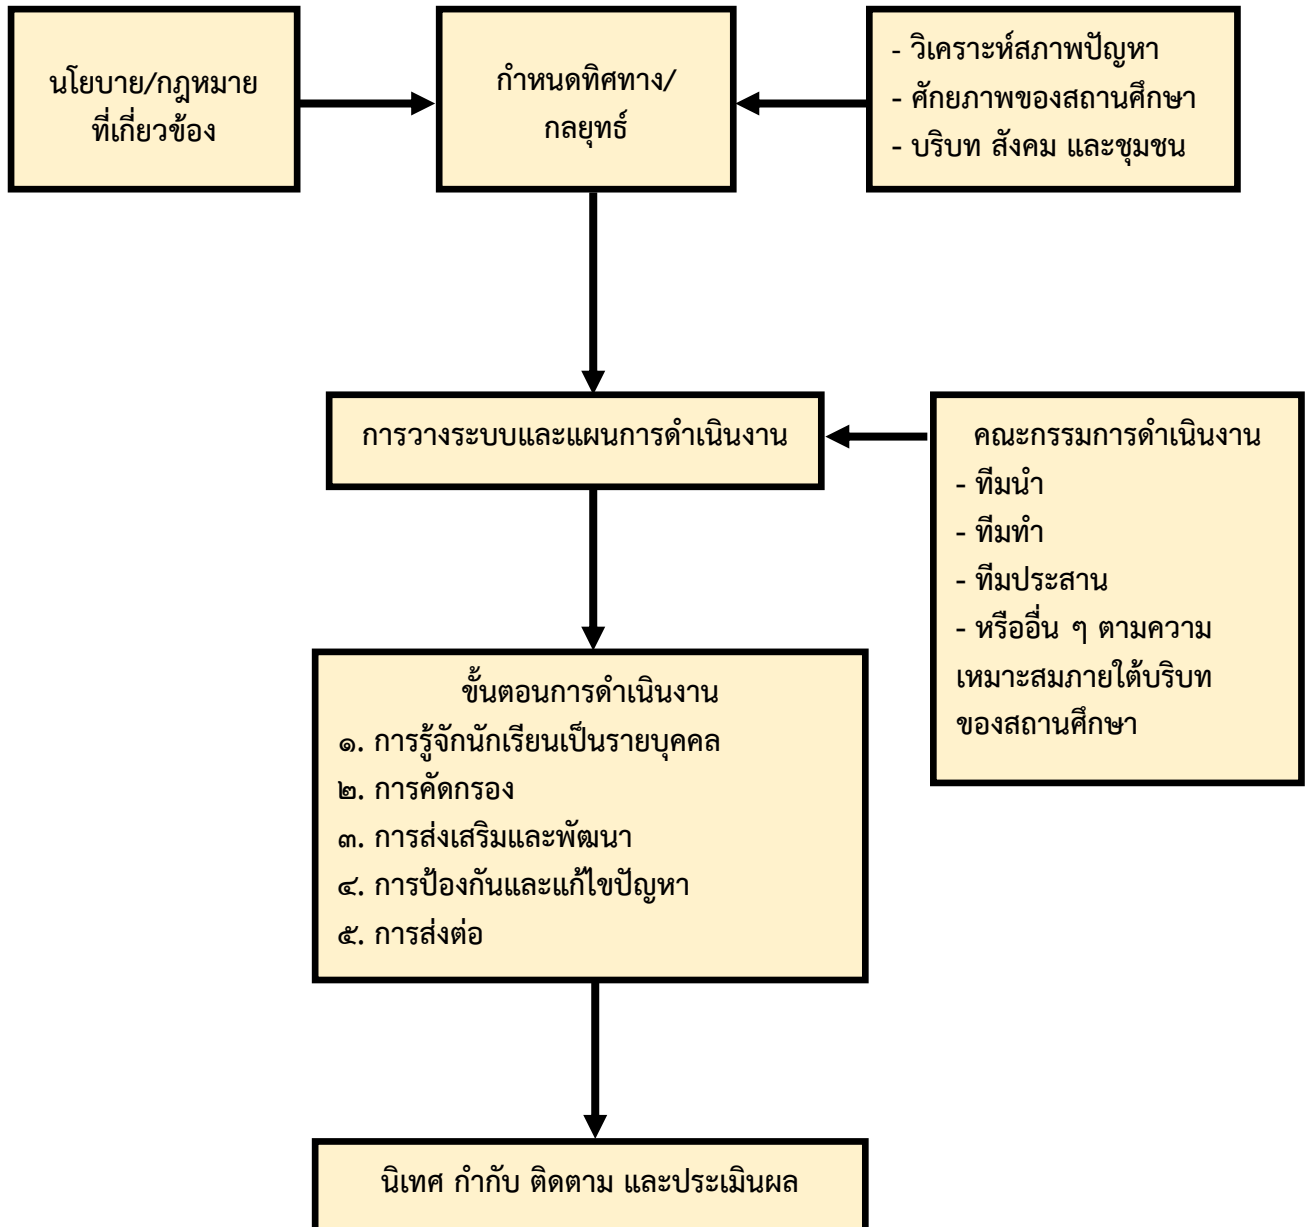 นโยบาย/กฎหมาย
ที่เกี่ยวข้อง
กำหนดทิศทาง/
กลยุทธ์
- วิเคราะห์สภาพปัญหา
- ศักยภาพของสถานศึกษา
- บริบท สังคม และชุมชน
การวางระบบและแผนการดำเนินงาน
คณะกรรมการดำเนินงาน
- ทีมนำ
- ทีมทำ
- ทีมประสาน
- หรืออื่น ๆ ตามความ
เหมาะสมภายใต้บริบท
ของสถานศึกษา
ขั้นตอนการดำเนินงาน
๑. การรู้จักนักเรียนเป็นรายบุคคล
๒. การคัดกรอง
๓. การส่งเสริมและพัฒนา
๔. การป้องกันและแก้ไขปัญหา
๕. การส่งต่อ
นิเทศ กำกับ ติดตาม และประเมินผล